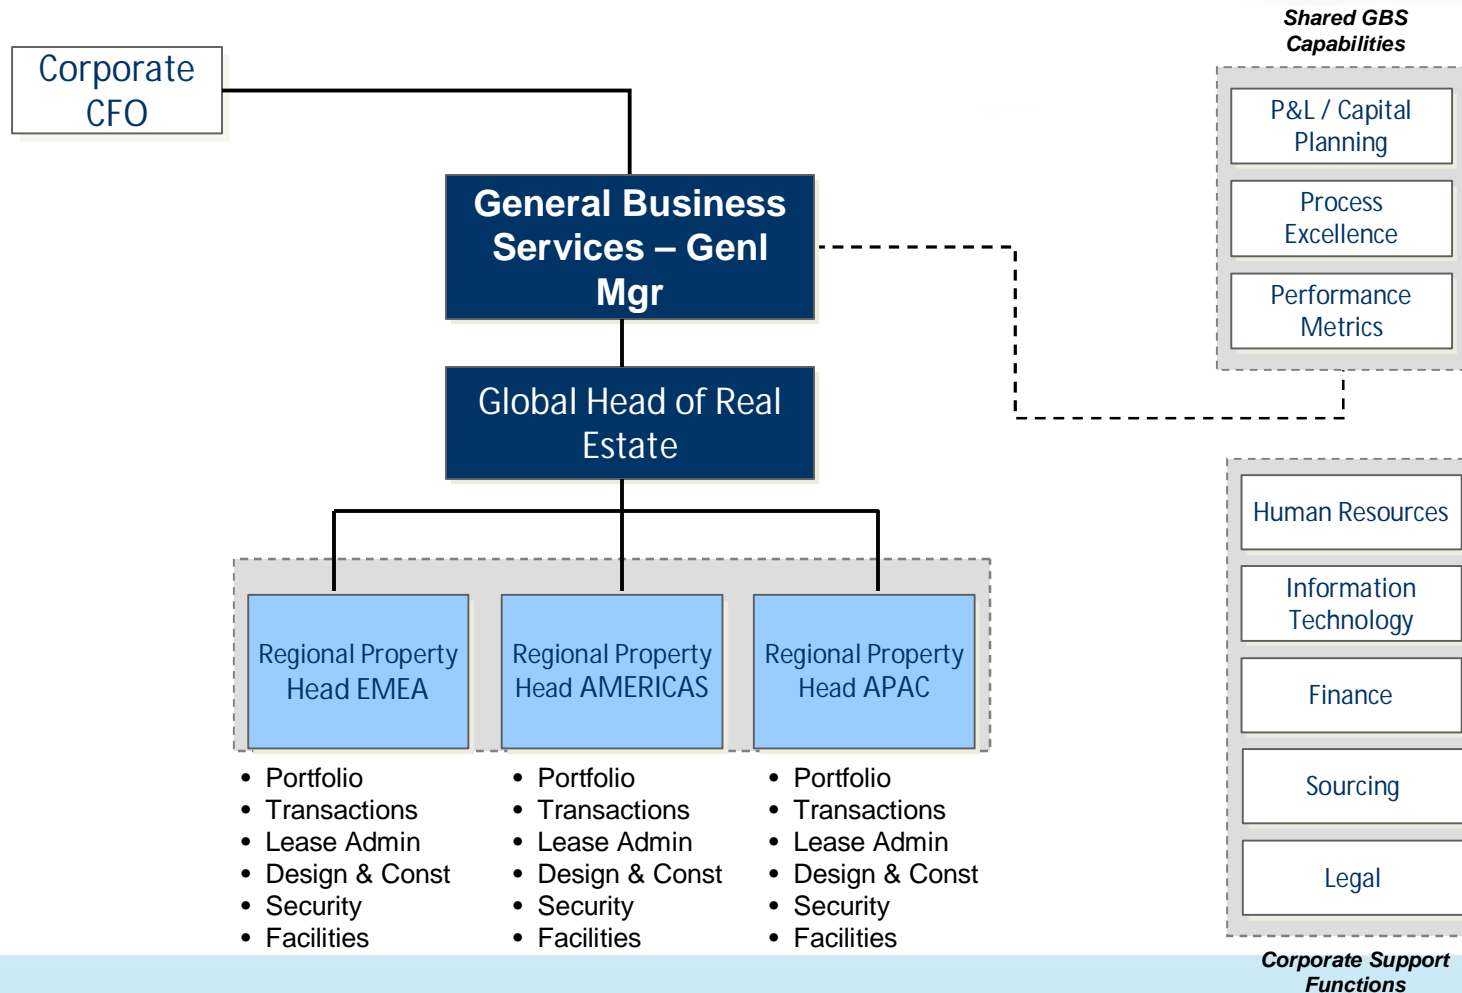 Shared GBS
Capabilities
Corporate
CFO
P&L / Capital
Planning
Process
Excellence
Performance
Metrics
General Business
Services – Genl
Mgr
Global Head of Real
Estate
Human Resources
Information
Technology
Finance
Sourcing
Legal
Corporate Support
Functions
Regional Property
Head EMEA
• Portfolio
• Transactions
• Lease Admin
• Design & Const
• Security
• Facilities
Regional Property
Head AMERICAS
• Portfolio
• Transactions
• Lease Admin
• Design & Const
• Security
• Facilities
Regional Property
Head APAC
• Portfolio
• Transactions
• Lease Admin
• Design & Const
• Security
• Facilities